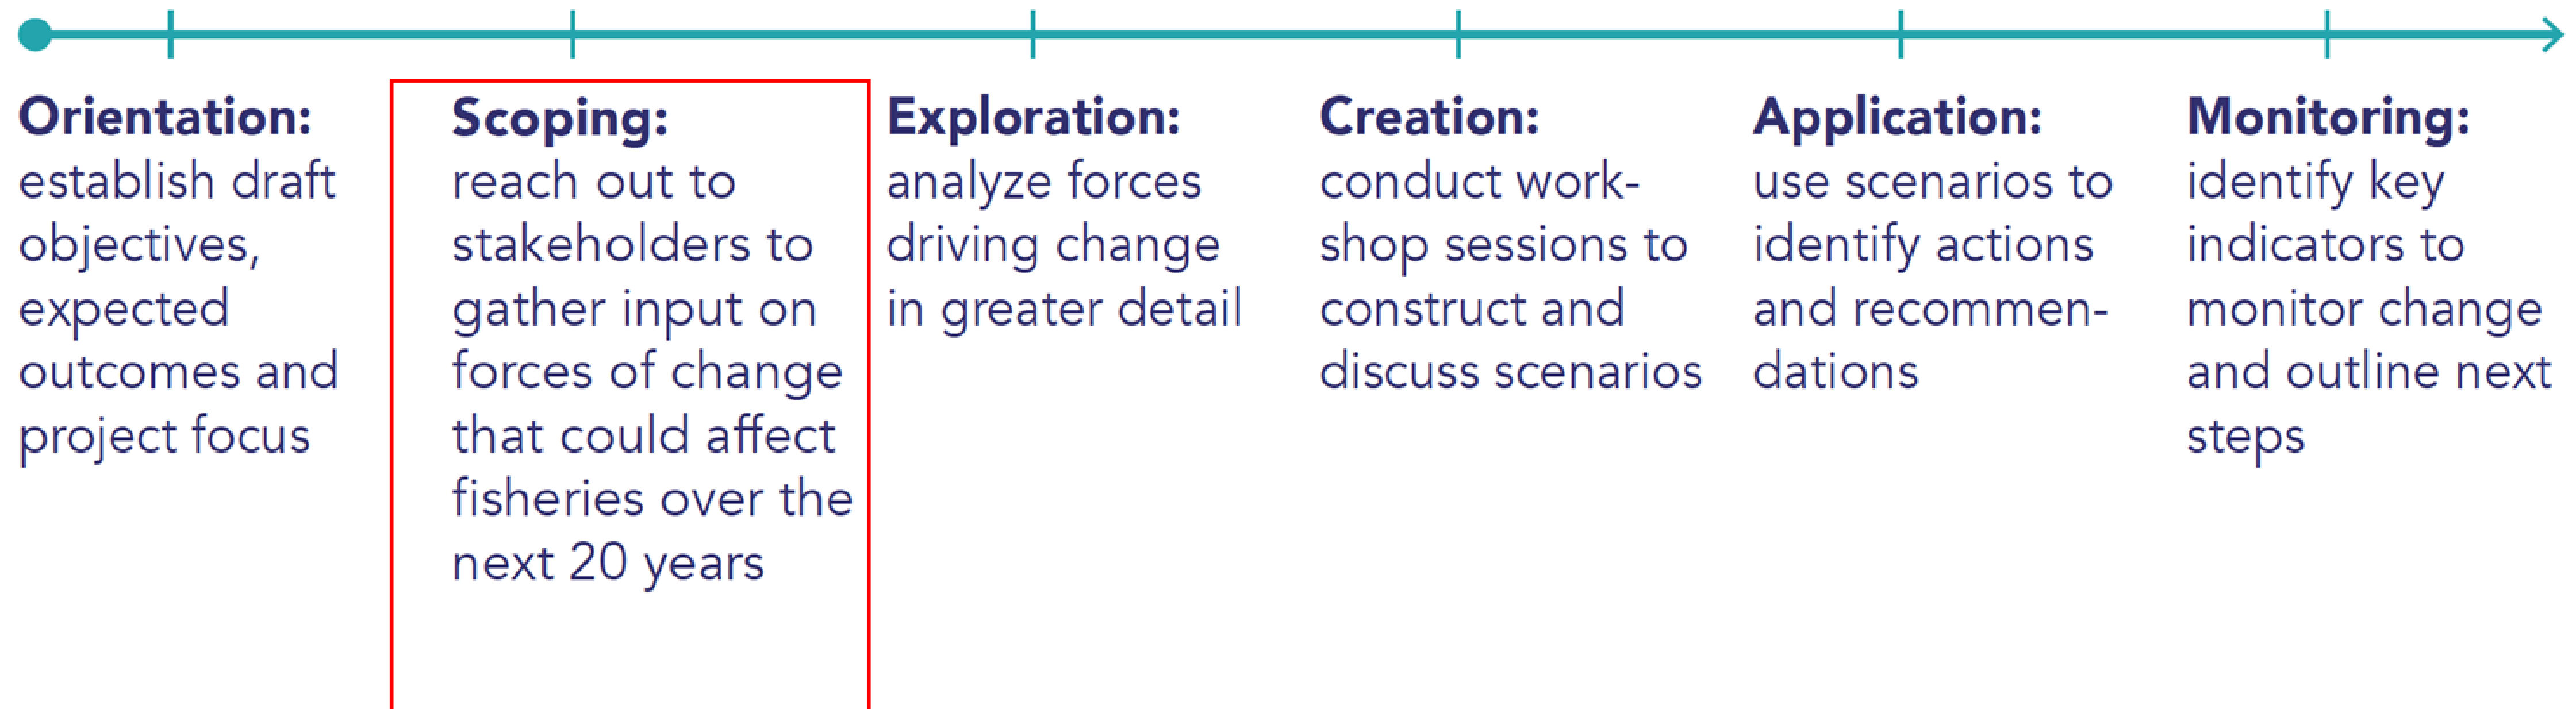 Orientation:
establish draft
objectives,
expected
outcomes and
project focus
Scoping:
reach out to
stakeholders to
gather input on
forces of change
that could affect
fisheries over the
next 20 years
Exploration:
analyze forces
driving change
in greater detail
Creation:
conduct work-
shop sessions to
construct and
discuss scenarios
Application:
use scenarios to
identify actions
and recommen-
dations
Monitoring:
identify key
indicators to
monitor change
and outline next
steps